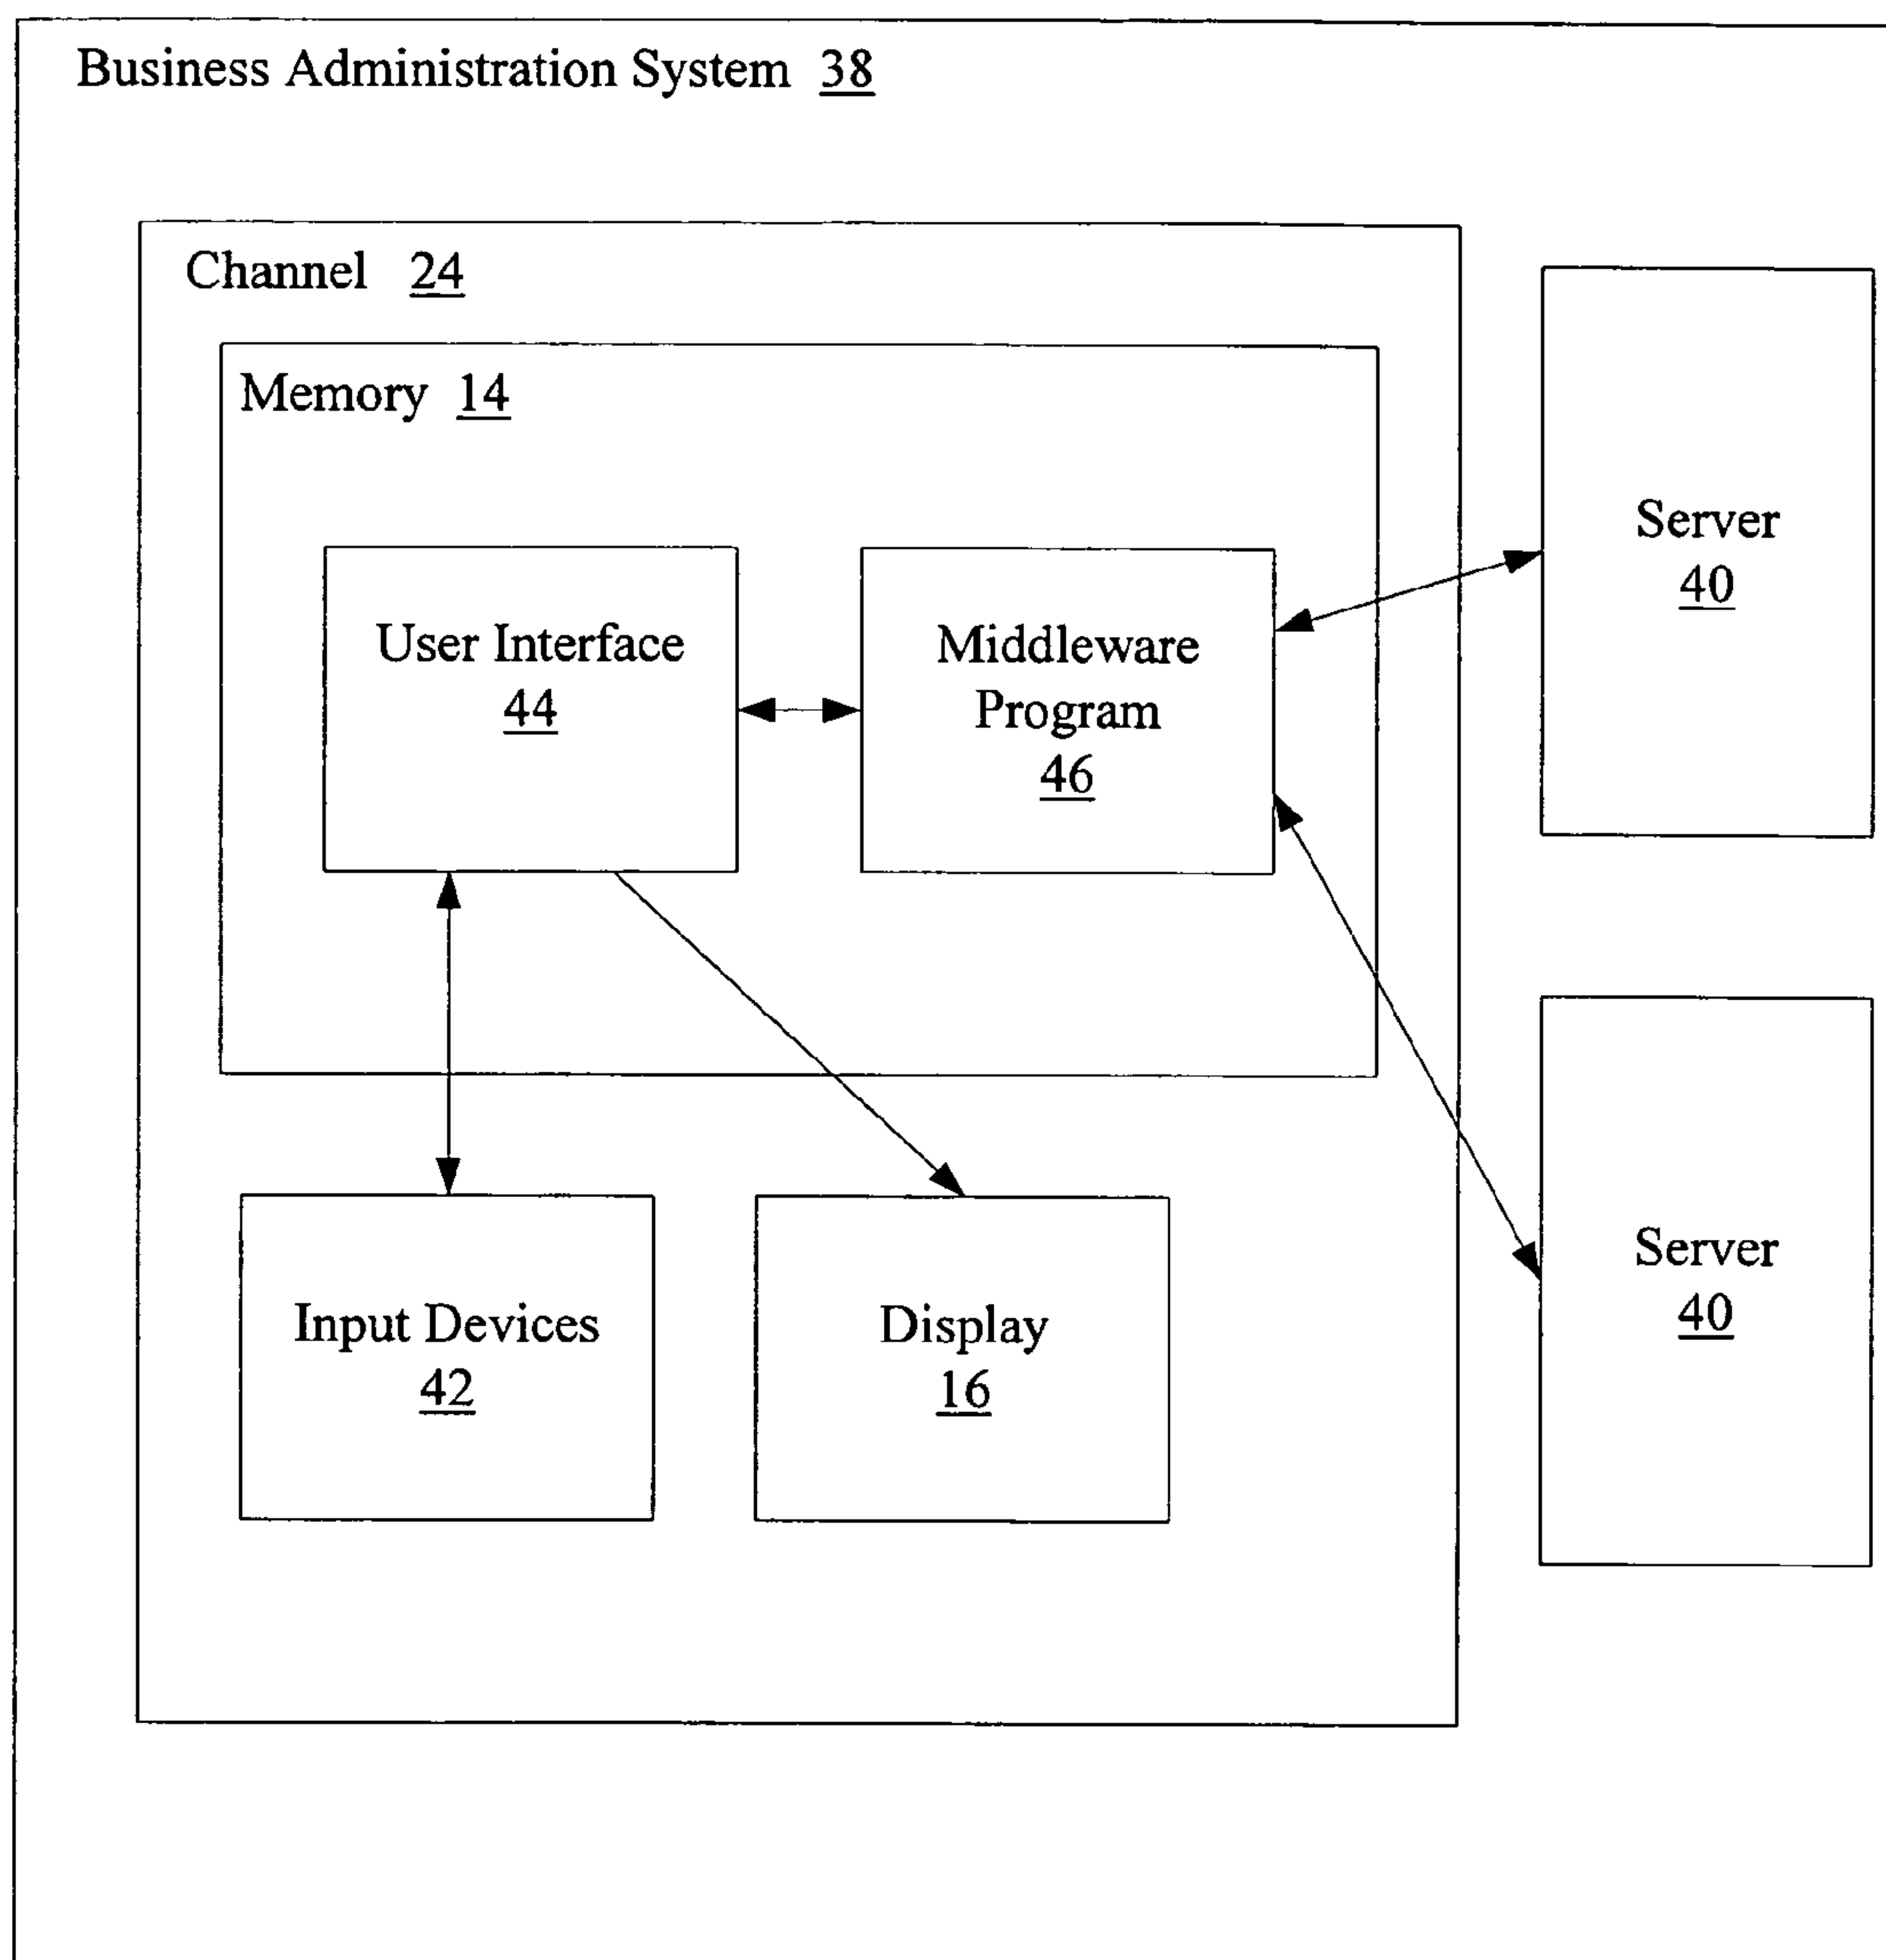 Business Administration System 38
Channel 24
Memory 14
User Interface
44
Middleware
Program
46
Server
40
Input Devices
42
Display
16
Server
40